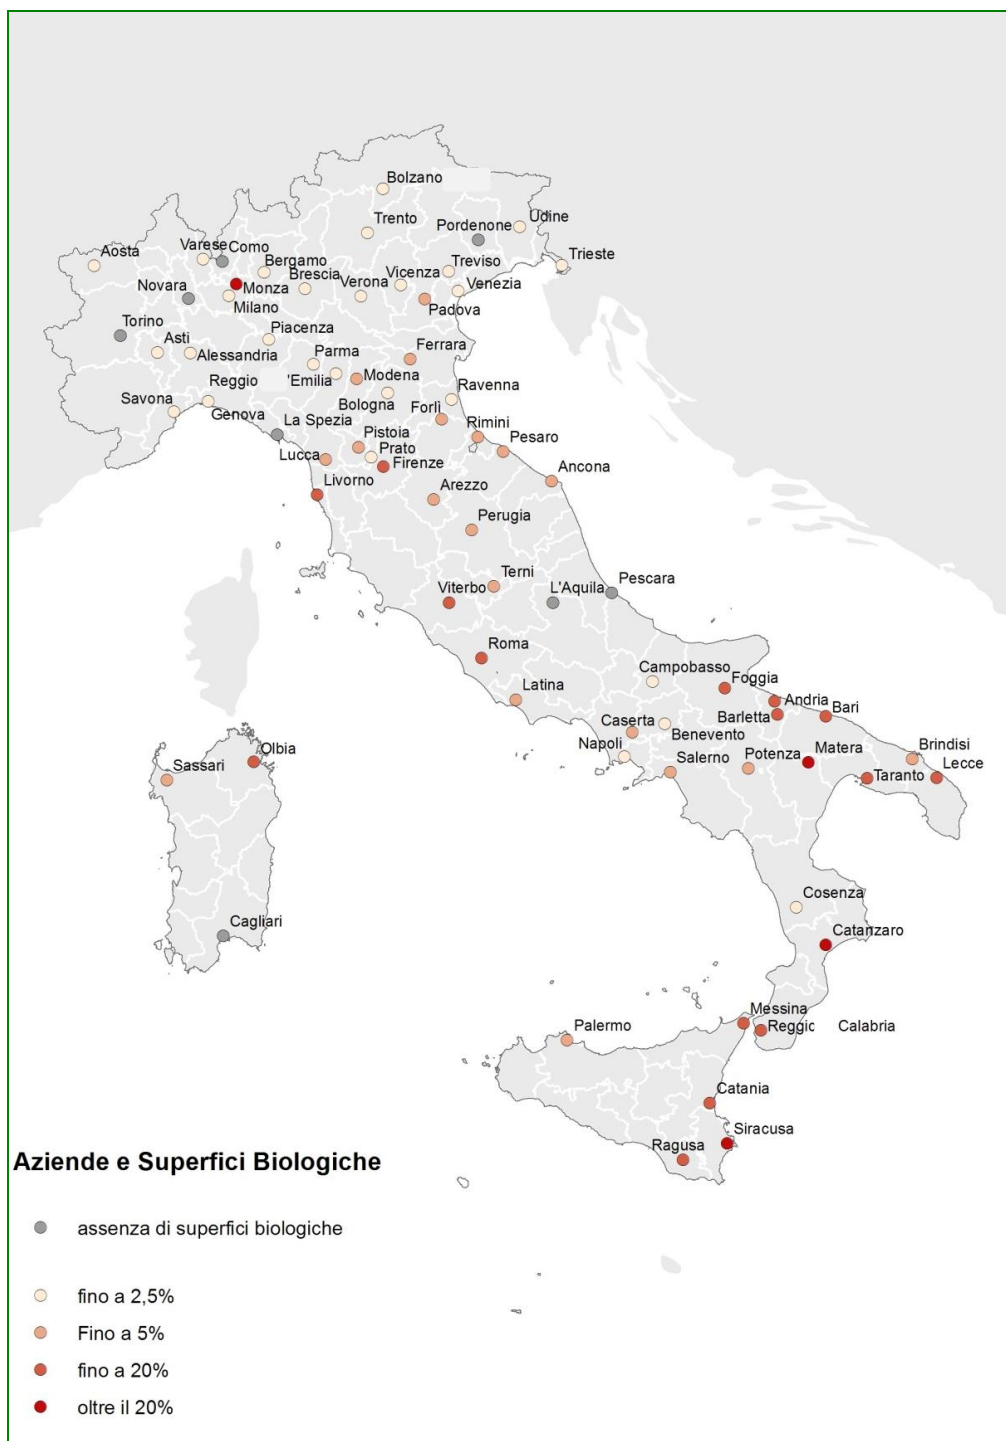 Bolzano
Trento
Pordenone
Udine
Aosta
Varese
Como
Bergamo
Brescia
Vicenza
Treviso
Trieste
Novara
Monza
Verona
Venezia
Milano
Padova
Torino
Piacenza
Asti
Parma
Ferrara
Alessandria
'Emilia
Modena
Reggio
Ravenna
Savona
Bologna
Forlì
Genova
La Spezia
Rimini
Pistoia
Pesaro
Prato
Lucca
Firenze
Ancona
Livorno
Arezzo
Perugia
Terni
Viterbo
L'Aquila
Pescara
Roma
Campobasso
Latina
Foggia
Andria
Barletta
Bari
Caserta
Benevento
Napoli
Olbia
Sassari
Salerno
Potenza
Matera
Brindisi
Lecce
Taranto
Cosenza
Cagliari
Catanzaro
Messina
Palermo
Reggic
Calabria
Catania
Siracusa
Ragusa
Aziende e Superfici Biologiche
assenza di superfici biologiche
fino a 2,5%
Fino a 5%
fino a 20%
oltre il 20%